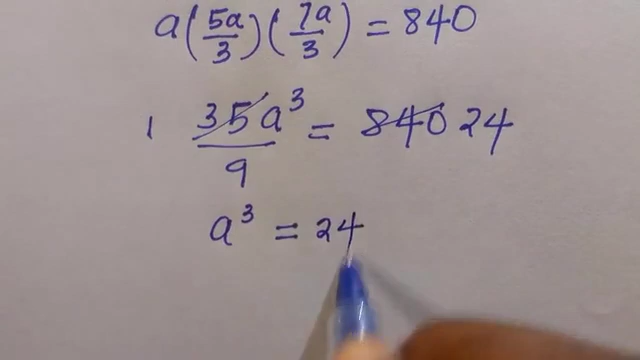 a(5a/3)(7a/3) = 840
1 35a³/9 = 840 24
a³ = 24